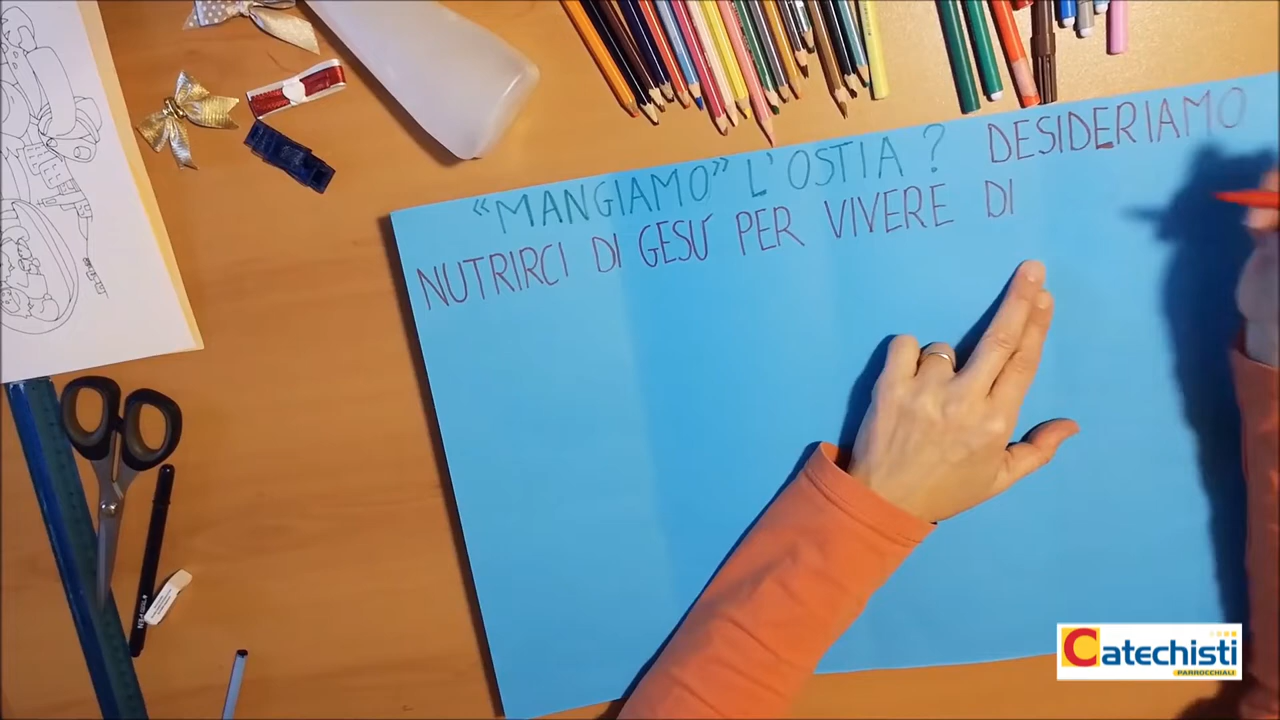 “MANGIAMO” L'OSTIA? DESIDERIAMO
NUTRIRCI DI GESÙ PER VIVERE DI
Catechisti
PARROCCHIALI